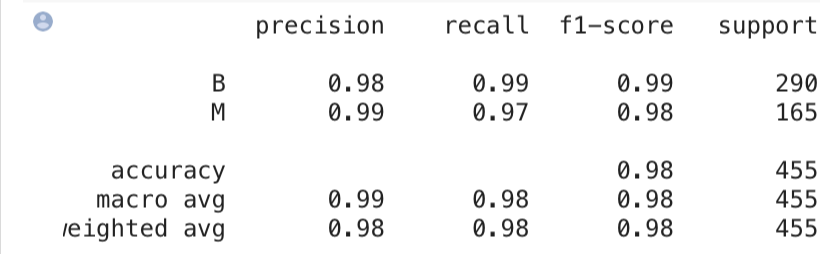 precision recall f1-score support
B 0.98 0.99 0.99 290
M 0.99 0.97 0.98 165
accuracy 0.98 455
macro avg 0.99 0.98 0.98 455
eighted avg 0.98 0.98 0.98 455